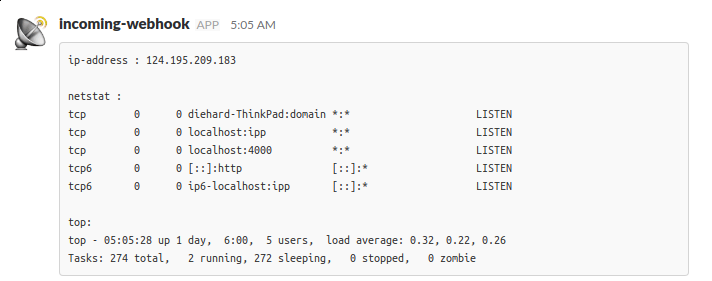 incoming-webhook APP 5:05 AM
ip-address : 124.195.209.183
netstat :
tcp        0      0 diehard-ThinkPad:domain *:*                     LISTEN
tcp        0      0 localhost:ipp           *:*                     LISTEN
tcp        0      0 localhost:4000          *:*                     LISTEN
tcp6       0      0 [::]:http               [::]:*                  LISTEN
tcp6       0      0 ip6-localhost:ipp       [::]:*                  LISTEN
top:
top - 05:05:28 up 1 day,  6:00,  5 users,  load average: 0.32, 0.22, 0.26
Tasks: 274 total,   2 running, 272 sleeping,   0 stopped,   0 zombie